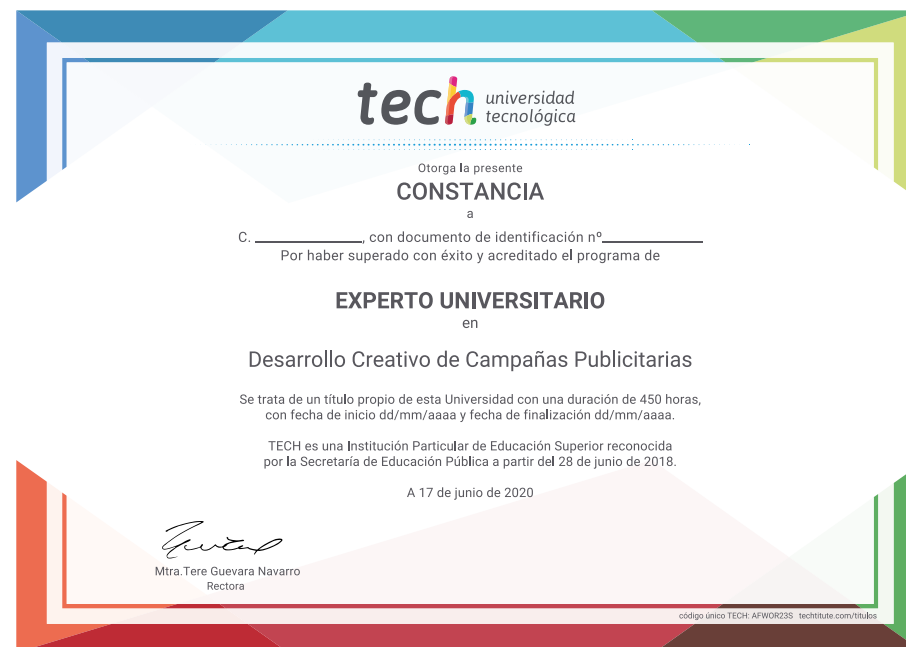 tech universidad
tecnológica
Otorga la presente
CONSTANCIA
a
C. ____________, con documento de identificación nº____________
Por haber superado con éxito y acreditado el programa de
EXPERTO UNIVERSITARIO
en
Desarrollo Creativo de Campañas Publicitarias
Se trata de un título propio de esta Universidad con una duración de 450 horas,
con fecha de inicio dd/mm/aaaa y fecha de finalización dd/mm/aaaa.
TECH es una Institución Particular de Educación Superior reconocida
por la Secretaría de Educación Pública a partir del 28 de junio de 2018.
A 17 de junio de 2020
Mtra.Tere Guevara Navarro
Rectora
código único TECH: AFWOR23S techtitute.com/titulos